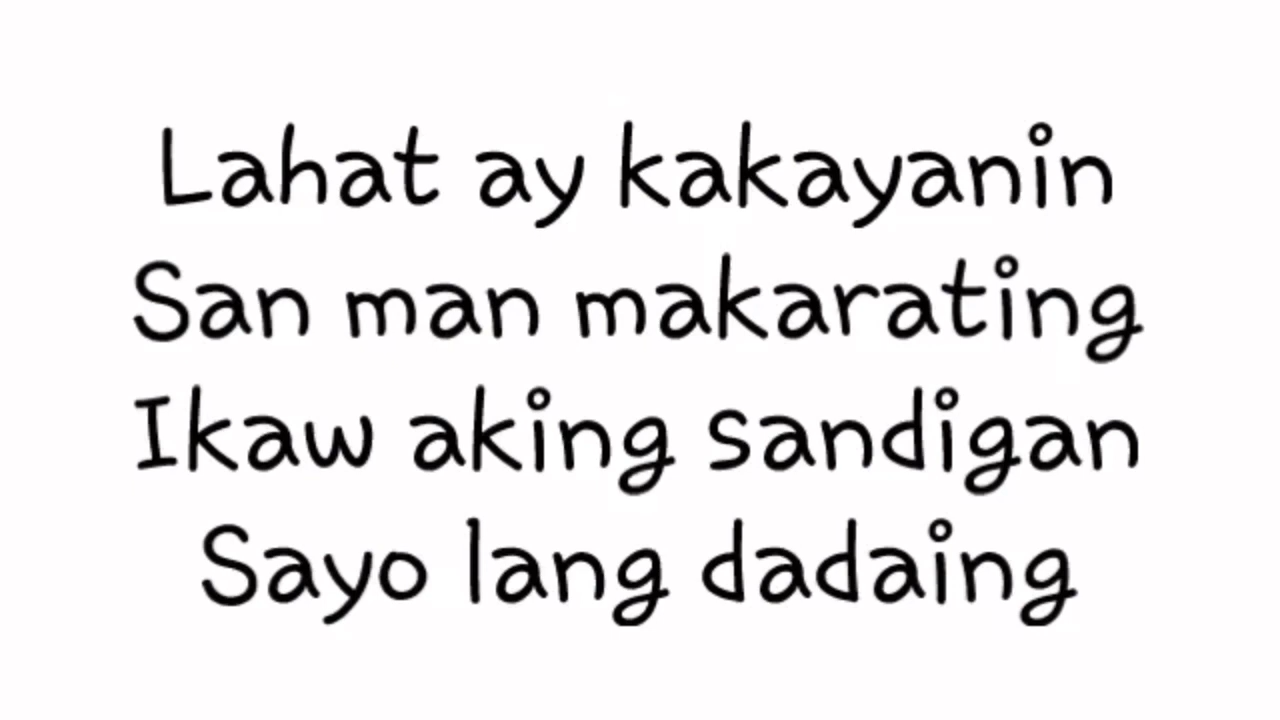 Lahat ay kakayanin
San man makarating
Ikaw aking sandigan
Sayo lang dadaing